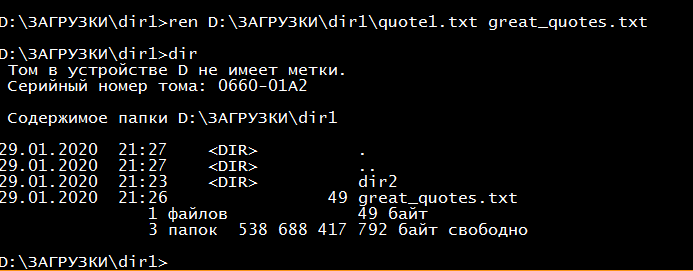 D:\ЗАГРУЗКИ\dir1>ren D:\ЗАГРУЗКИ\dir1\quote1.txt great_quotes.txt
D:\ЗАГРУЗКИ\dir1>dir
Том в устройстве D не имеет метки.
Серийный номер тома: 0660-01A2
Содержимое папки D:\ЗАГРУЗКИ\dir1
29.01.2020 21:27 <DIR> .
29.01.2020 21:27 <DIR> ..
29.01.2020 21:23 <DIR> dir2
29.01.2020 21:26 49 great_quotes.txt
1 файлов 49 байт
3 папок 538 688 417 792 байт свободно
D:\ЗАГРУЗКИ\dir1>